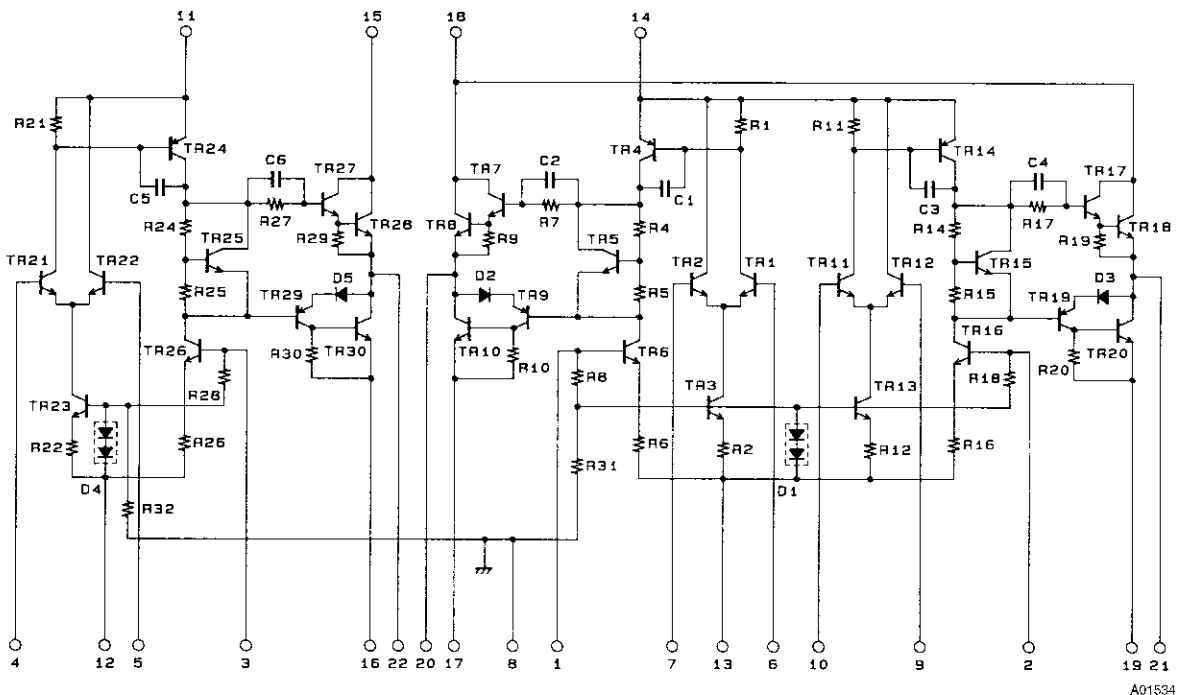 11 15 18 14
R21 R1 R11
TR24 TR4 TR14
C6 TR27 TR7 C2 C4 TR17
C5 R27 R7 C1 C3 R17
R24 TR25 R29 TR28 TR8 R9 TR5 R4 R14 R19 TR18
TR21 TR22 TR2 TR1 TR11 TR12 TR15
R25 TR29 D5 D2 TR9 R5 R15 TR19 D3
TR26 R30 TR30 TR10 R10 TR6 TR16 R20 TR20
R28 R8 R18
TR23 TR3 TR13
R22 R26 R6 R2 R12 R16
D4 R31 D1
R32
4 12 5 3 16 22 20 17 8 1 7 13 6 10 9 2 19 21
A01534